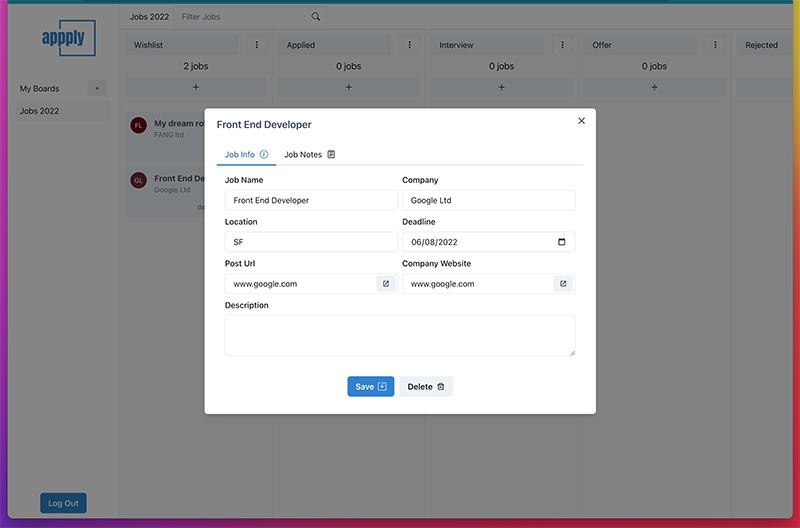 appply
Jobs 2022
Filter Jobs
My Boards
+
Jobs 2022
Wishlist
Applied
Interview
Offer
Rejected
2 jobs
0 jobs
0 jobs
0 jobs
+
+
+
+
FL
My dream ro
FANG ltd
GL
Front End De
Google Ltd
de
Front End Developer
Job Info
Job Notes
Job Name
Company
Front End Developer
Google Ltd
Location
Deadline
SF
06/08/2022
Post Url
Company Website
www.google.com
www.google.com
Description
Save
Delete
Log Out